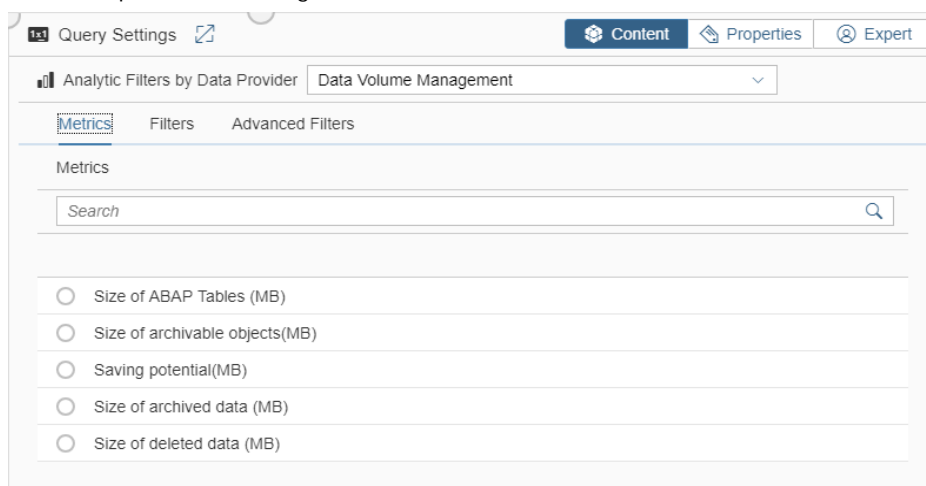 Query Settings Content Properties Expert
Analytic Filters by Data Provider Data Volume Management
Metrics Filters Advanced Filters
Metrics
Search
Size of ABAP Tables (MB)
Size of archivable objects(MB)
Saving potential(MB)
Size of archived data (MB)
Size of deleted data (MB)